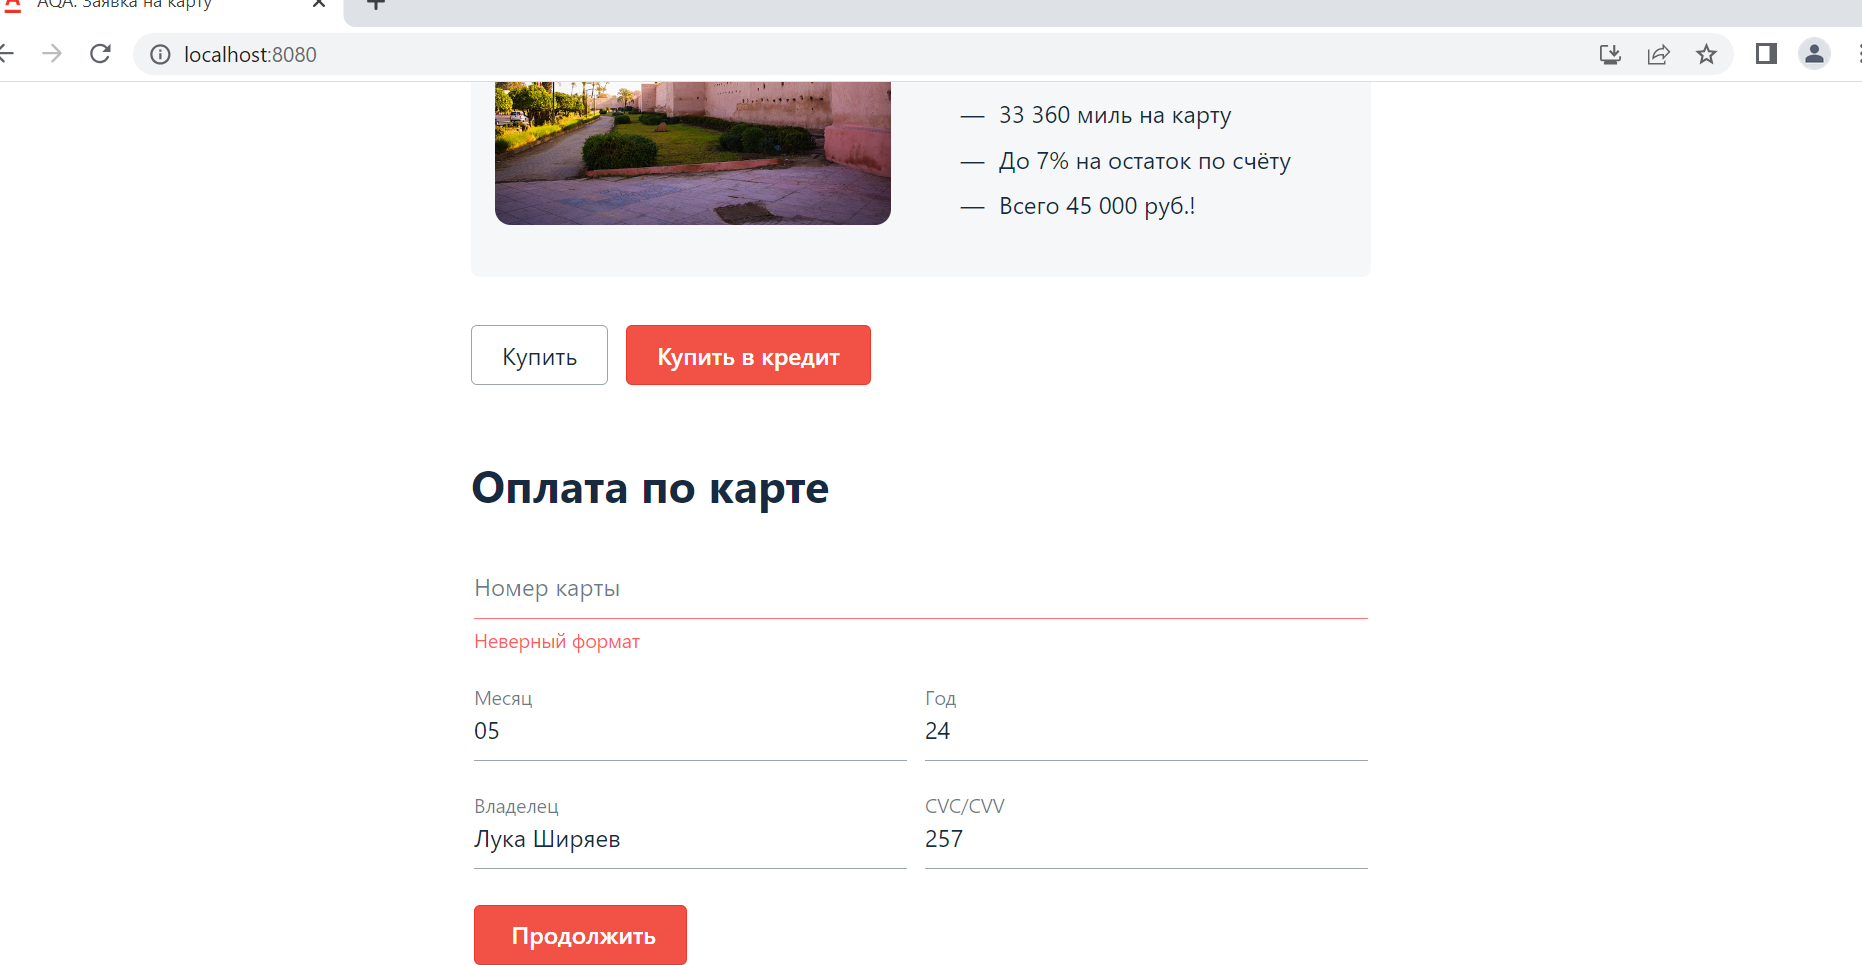 AQA: Заявка на карту
localhost:8080
— 33 360 миль на карту
— До 7% на остаток по счёту
— Всего 45 000 руб.!
Купить Купить в кредит
Оплата по карте
Номер карты
Неверный формат
Месяц Год
05 24
Владелец CVC/CVV
Лука Ширяев 257
Продолжить